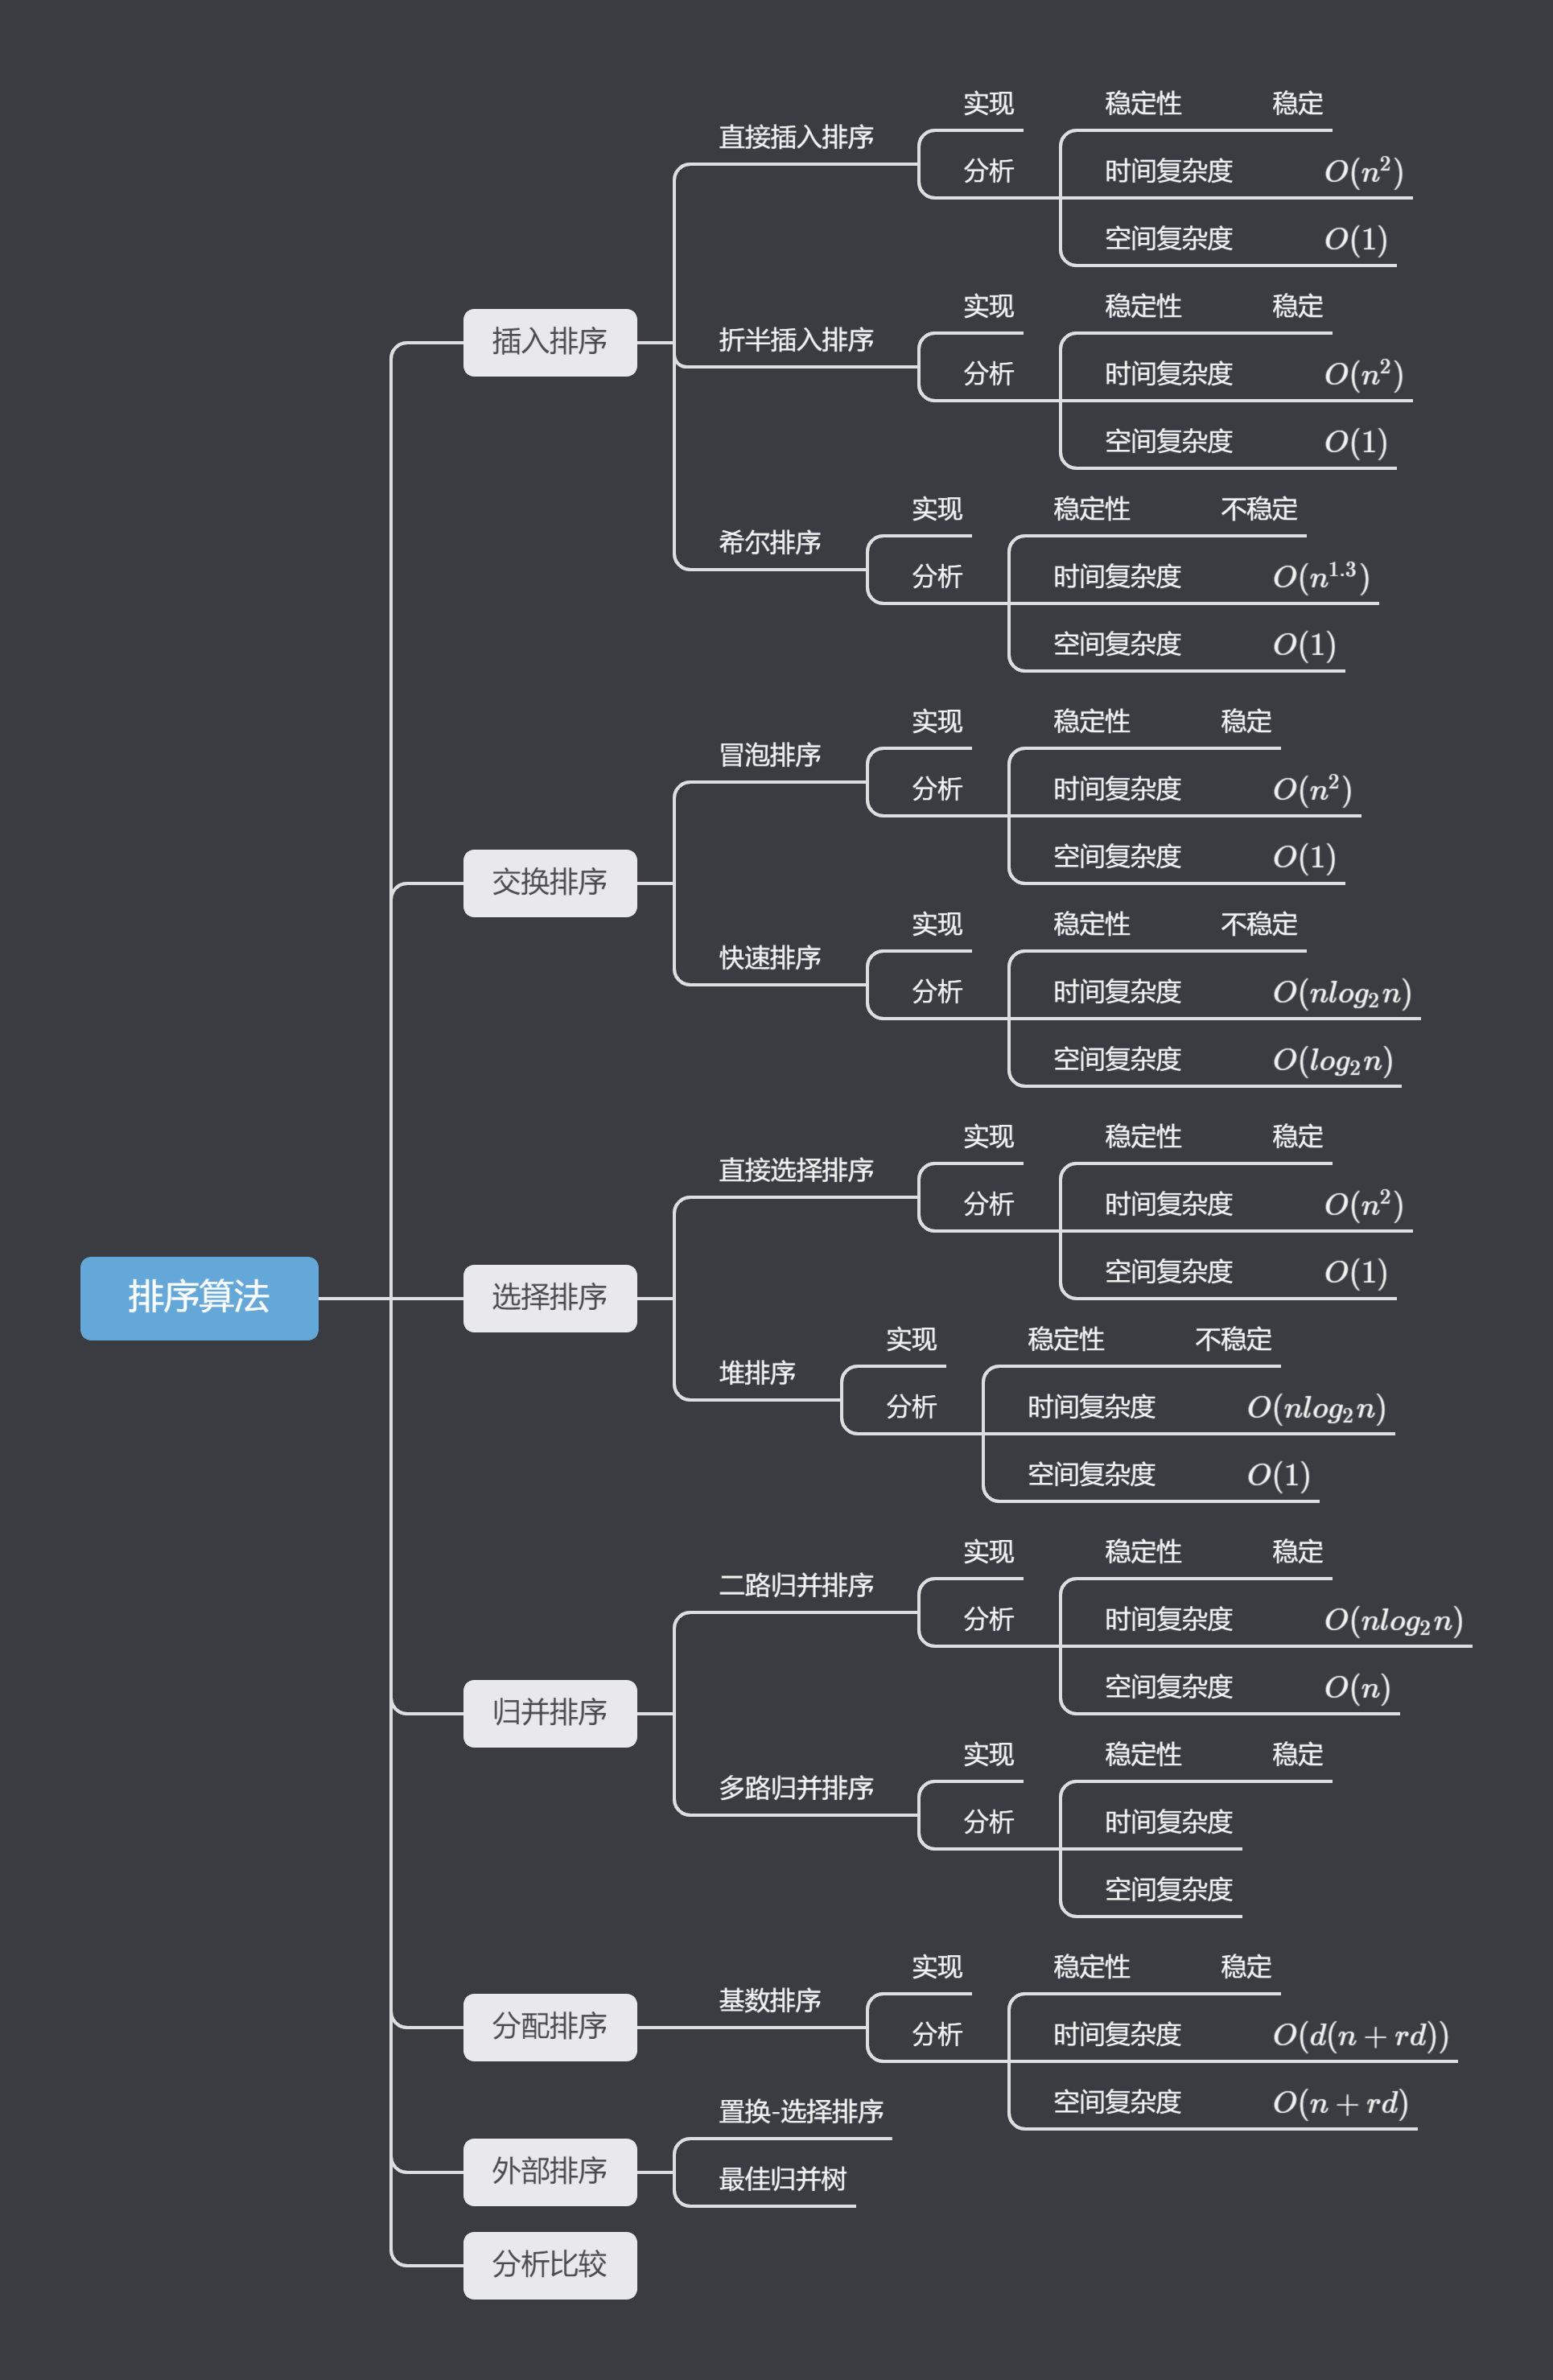 排序算法
插入排序
直接插入排序
实现
分析
稳定性 稳定
时间复杂度 O(n²)
空间复杂度 O(1)
折半插入排序
实现
分析
稳定性 稳定
时间复杂度 O(n²)
空间复杂度 O(1)
希尔排序
实现
分析
稳定性 不稳定
时间复杂度 O(n^{1.3})
空间复杂度 O(1)
交换排序
冒泡排序
实现
分析
稳定性 稳定
时间复杂度 O(n²)
空间复杂度 O(1)
快速排序
实现
分析
稳定性 不稳定
时间复杂度 O(nlog₂n)
空间复杂度 O(log₂n)
选择排序
直接选择排序
实现
分析
稳定性 稳定
时间复杂度 O(n²)
空间复杂度 O(1)
堆排序
实现
分析
稳定性 不稳定
时间复杂度 O(nlog₂n)
空间复杂度 O(1)
归并排序
二路归并排序
实现
分析
稳定性 稳定
时间复杂度 O(nlog₂n)
空间复杂度 O(n)
多路归并排序
实现
分析
稳定性 稳定
时间复杂度
空间复杂度
分配排序
基数排序
实现
分析
稳定性 稳定
时间复杂度 O(d(n + rd))
空间复杂度 O(n + rd)
外部排序
置换-选择排序
最佳归并树
分析比较